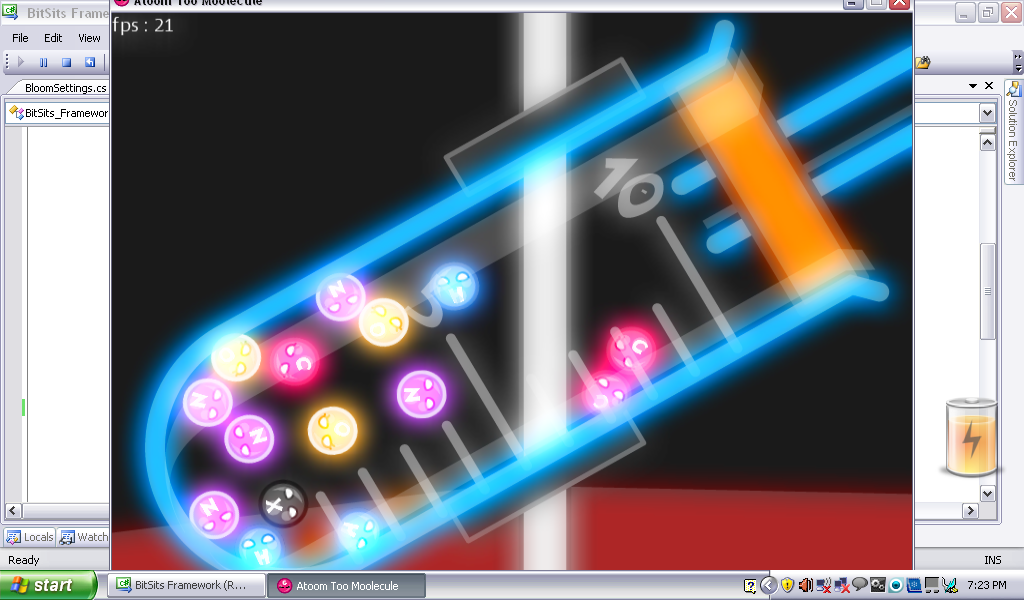 BitSits Frame
Atoom Too Moolecule
File Edit View
fps : 21
BloomSettings.cs
BitSits_Framewor
Solution Explorer
10
5
N
O
H
O
C
C
N
N
N
O
C
N
X
H
H
Locals Watch
Ready
INS
start
BitSits Framework (R...
Atoom Too Moolecule
7:23 PM